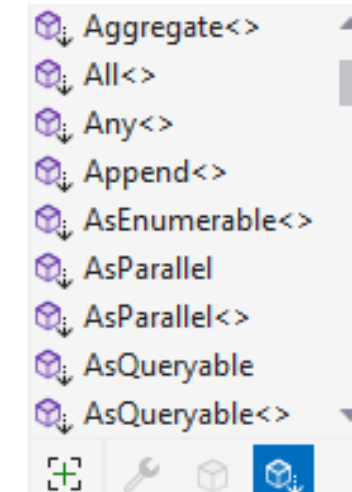 Aggregate<>
All<>
Any<>
Append<>
AsEnumerable<>
AsParallel
AsParallel<>
AsQueryable
AsQueryable<>